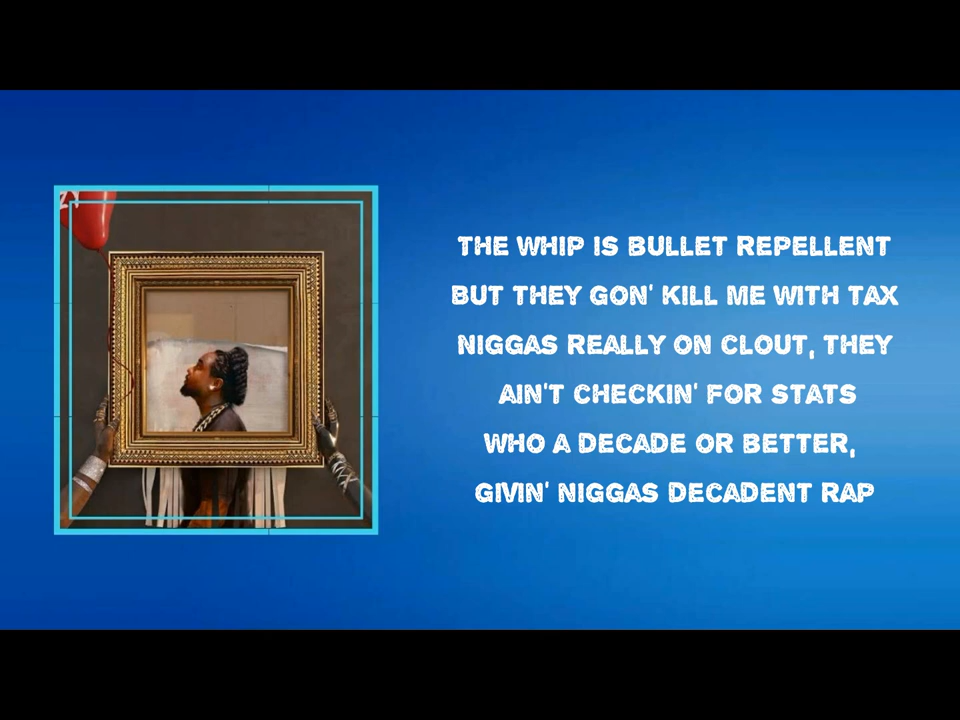 THE WHIP IS BULLET REPELLENT
BUT THEY GON' KILL ME WITH TAX
NIGGAS REALLY ON CLOUT, THEY
AIN'T CHECKIN' FOR STATS
WHO A DECADE OR BETTER,
GIVIN' NIGGAS DECADENT RAP